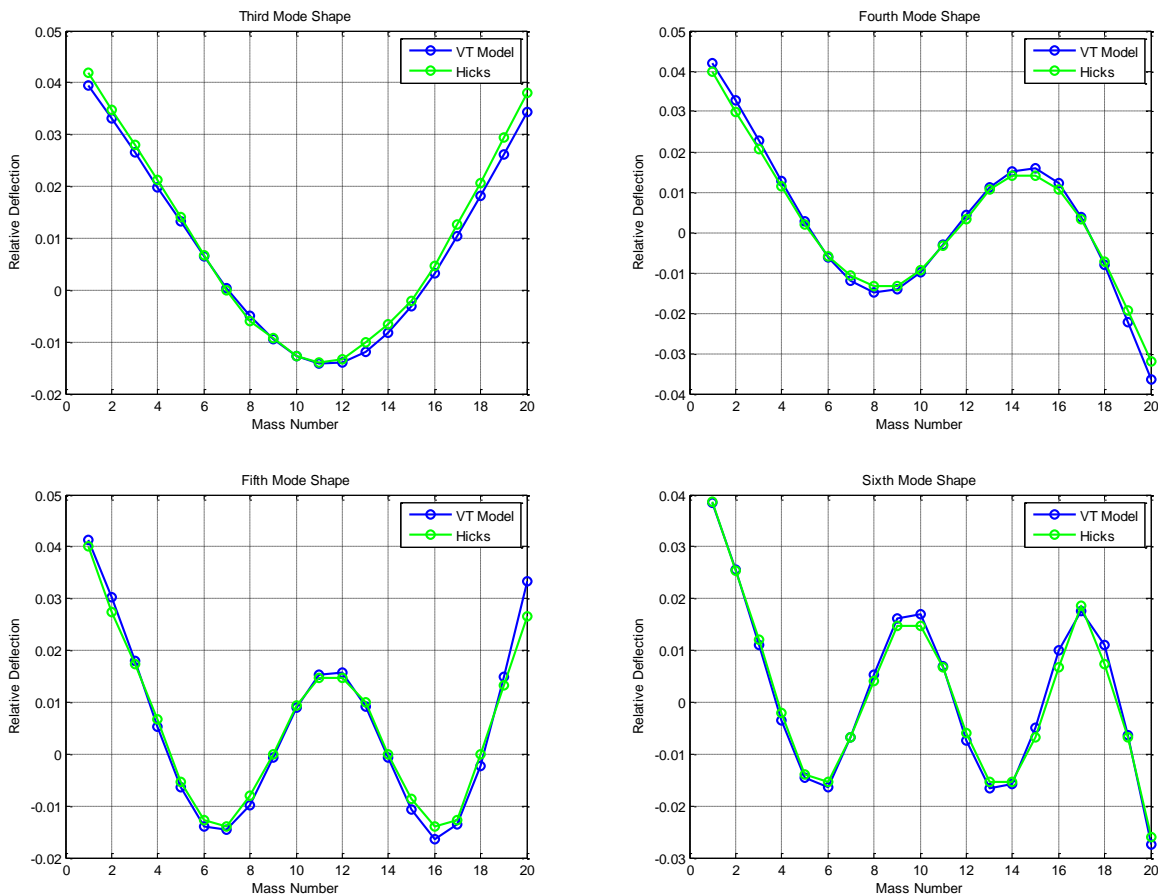 Third Mode Shape
0.05
0.04
0.03
0.02
0.01
0
-0.01
-0.02
Relative Deflection
VT Model
Hicks
0 2 4 6 8 10 12 14 16 18 20
Mass Number
Fourth Mode Shape
0.05
0.04
0.03
0.02
0.01
0
-0.01
-0.02
-0.03
-0.04
Relative Deflection
VT Model
Hicks
0 2 4 6 8 10 12 14 16 18 20
Mass Number
Fifth Mode Shape
0.05
0.04
0.03
0.02
0.01
0
-0.01
-0.02
Relative Deflection
VT Model
Hicks
0 2 4 6 8 10 12 14 16 18 20
Mass Number
Sixth Mode Shape
0.04
0.03
0.02
0.01
0
-0.01
-0.02
-0.03
Relative Deflection
VT Model
Hicks
0 2 4 6 8 10 12 14 16 18 20
Mass Number